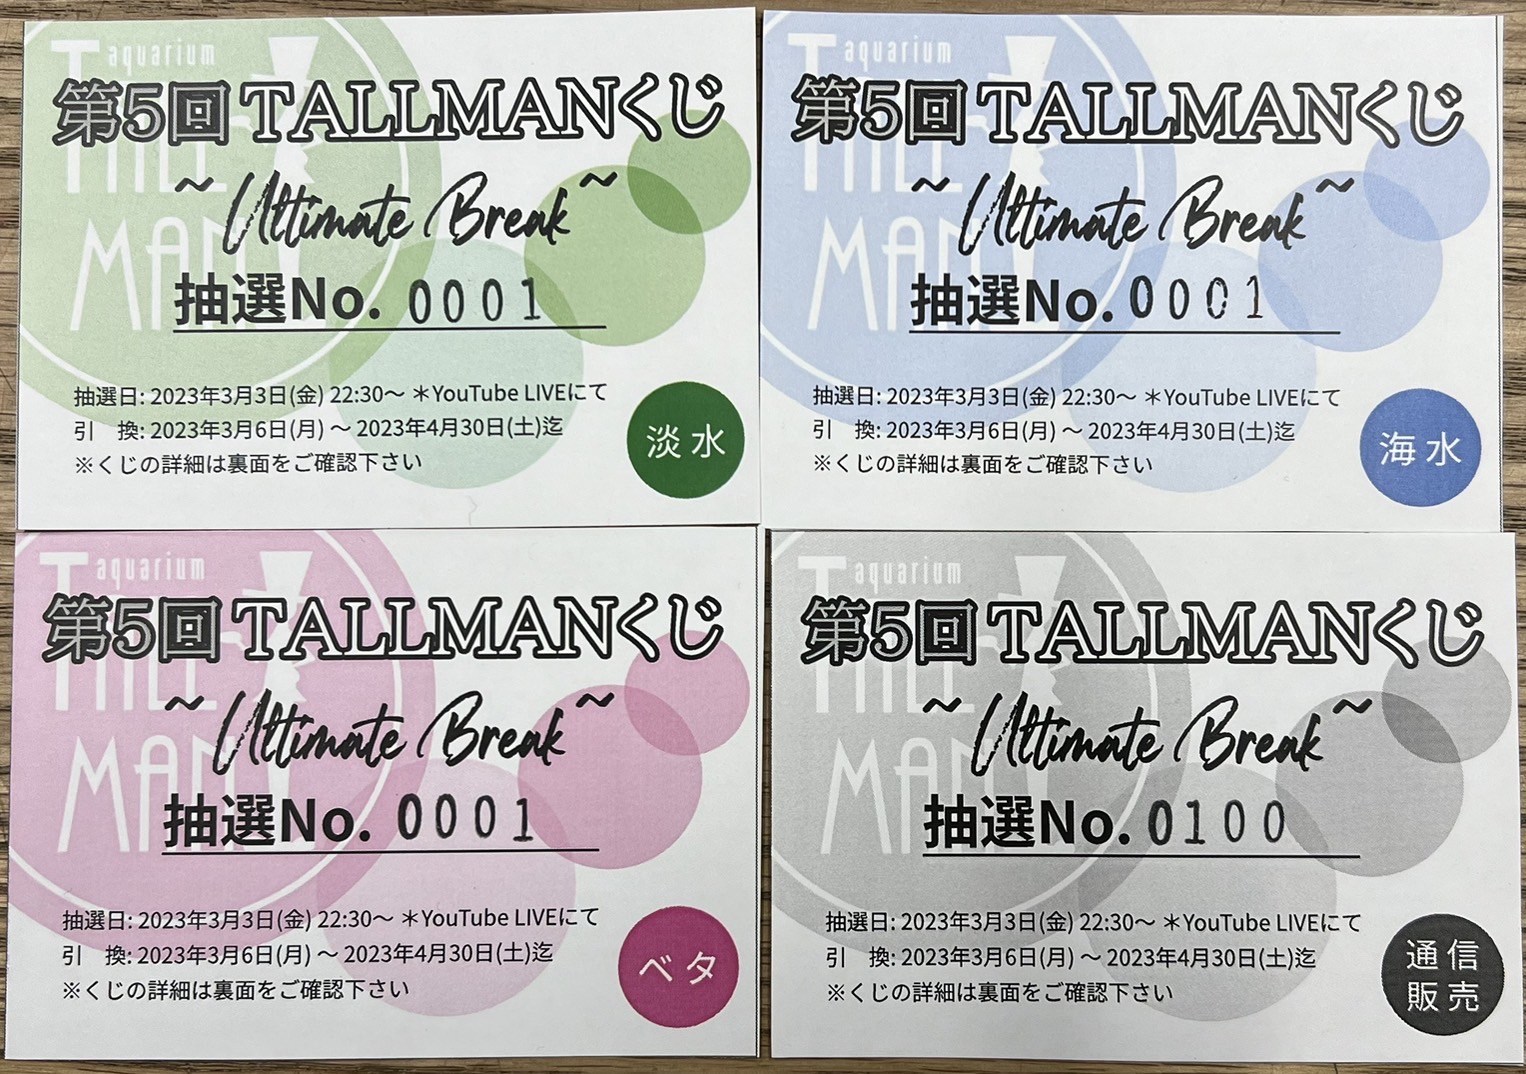 aquarium
TALL MAN
第5回 TALLMANくじ
~Ultimate Break~
抽選No. 0001
抽選日: 2023年3月3日(金) 22:30～ ＊YouTube LIVEにて
引　換: 2023年3月6日(月) ～ 2023年4月30日(土)迄
※くじの詳細は裏面をご確認下さい
淡水
aquarium
TALL MAN
第5回 TALLMANくじ
~Ultimate Break~
抽選No. 0001
抽選日: 2023年3月3日(金) 22:30～ ＊YouTube LIVEにて
引　換: 2023年3月6日(月) ～ 2023年4月30日(土)迄
※くじの詳細は裏面をご確認下さい
海水
aquarium
TALL MAN
第5回 TALLMANくじ
~Ultimate Break~
抽選No. 0001
抽選日: 2023年3月3日(金) 22:30～ ＊YouTube LIVEにて
引　換: 2023年3月6日(月) ～ 2023年4月30日(土)迄
※くじの詳細は裏面をご確認下さい
ベタ
aquarium
TALL MAN
第5回 TALLMANくじ
~Ultimate Break~
抽選No. 0100
抽選日: 2023年3月3日(金) 22:30～ ＊YouTube LIVEにて
引　換: 2023年3月6日(月) ～ 2023年4月30日(土)迄
※くじの詳細は裏面をご確認下さい
通信
販売